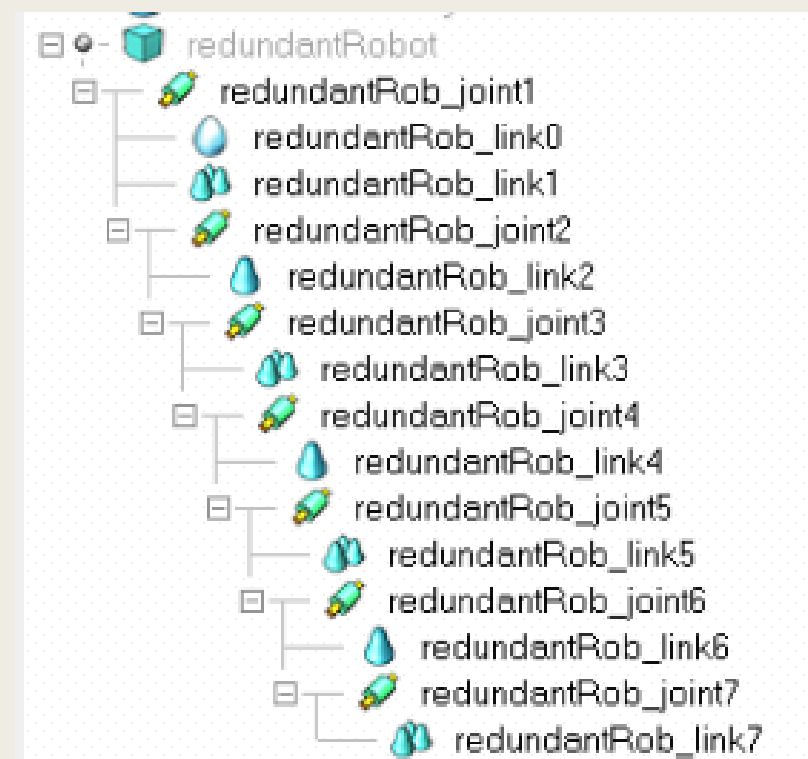 redundantRobot
redundantRob_joint1
redundantRob_link0
redundantRob_link1
redundantRob_joint2
redundantRob_link2
redundantRob_joint3
redundantRob_link3
redundantRob_joint4
redundantRob_link4
redundantRob_joint5
redundantRob_link5
redundantRob_joint6
redundantRob_link6
redundantRob_joint7
redundantRob_link7